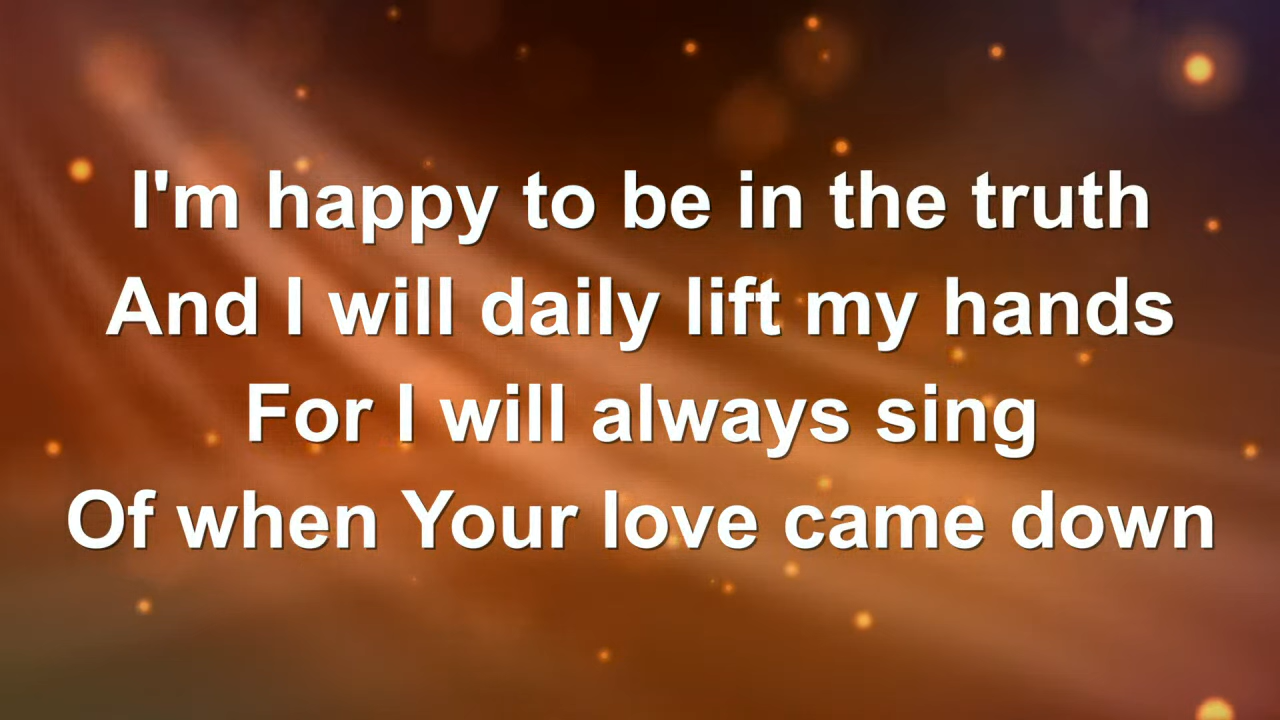 I'm happy to be in the truth
And I will daily lift my hands
For I will always sing
Of when Your love came down